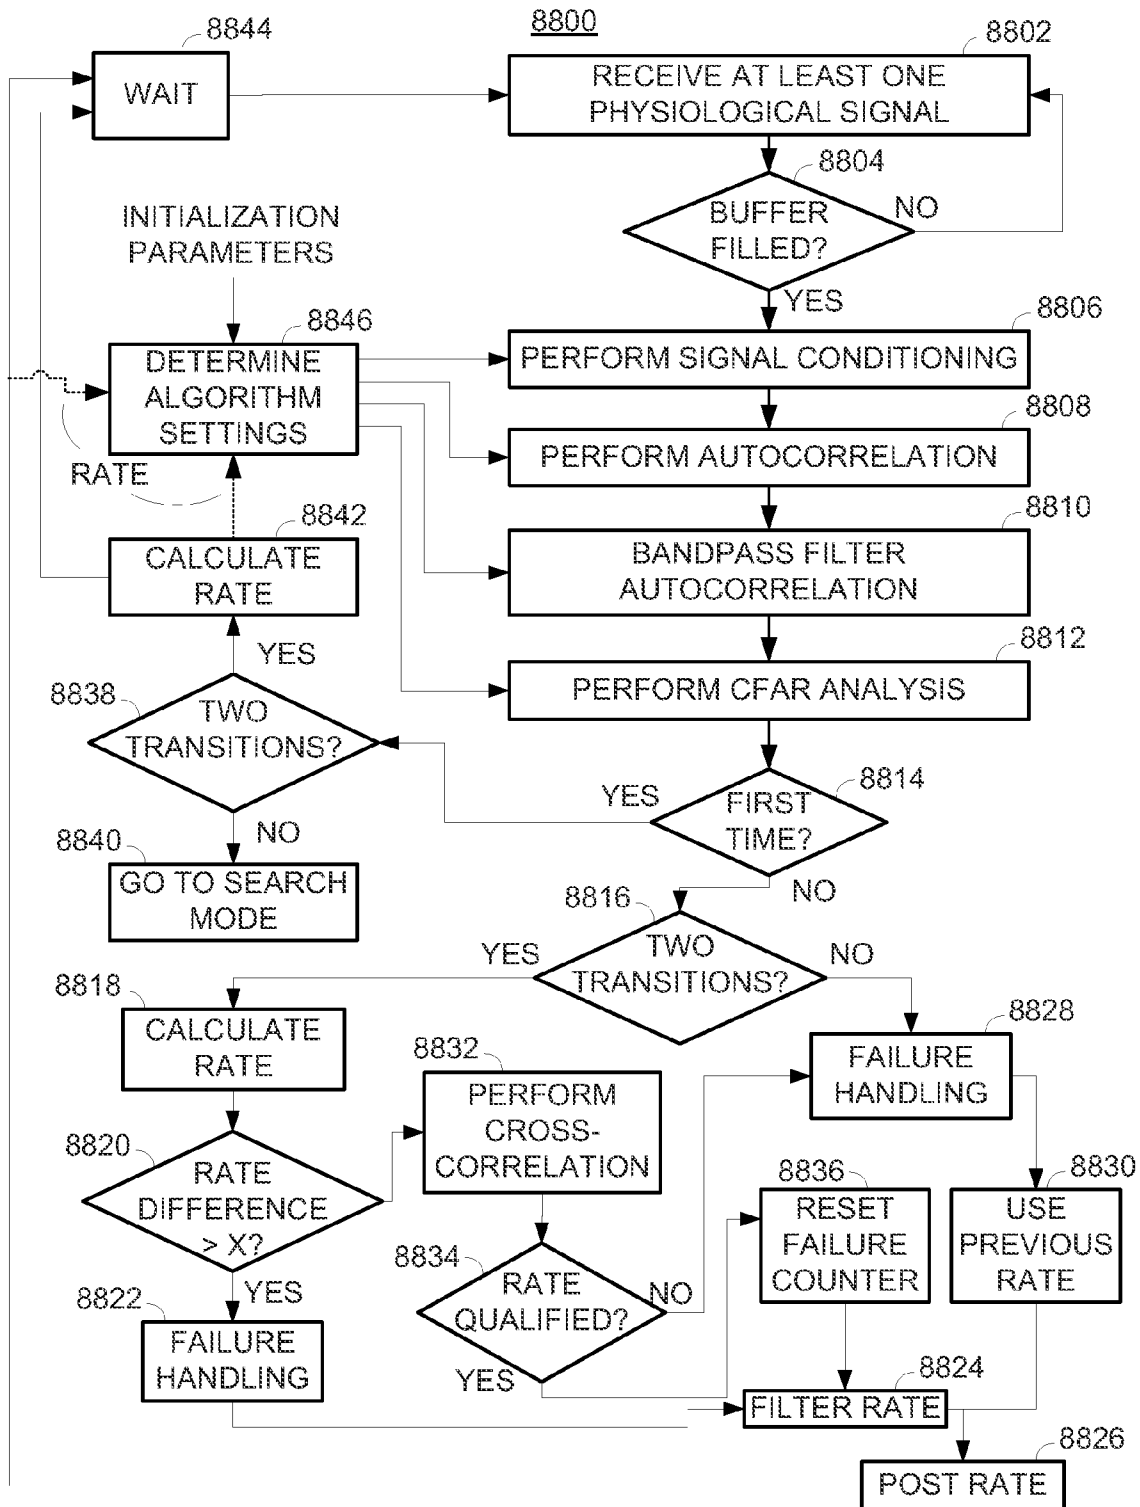 8800
8844
WAIT
8802
RECEIVE AT LEAST ONE
PHYSIOLOGICAL SIGNAL
8804
BUFFER
FILLED?
NO
YES
INITIALIZATION
PARAMETERS
8846
DETERMINE
ALGORITHM
SETTINGS
RATE
8806
PERFORM SIGNAL CONDITIONING
8808
PERFORM AUTOCORRELATION
8810
BANDPASS FILTER
AUTOCORRELATION
8812
PERFORM CFAR ANALYSIS
8842
CALCULATE
RATE
YES
8838
TWO
TRANSITIONS?
NO
8840
GO TO SEARCH
MODE
8814
FIRST
TIME?
YES
NO
8816
TWO
TRANSITIONS?
YES
NO
8818
CALCULATE
RATE
8820
RATE
DIFFERENCE
> X?
YES
8822
FAILURE
HANDLING
8832
PERFORM
CROSS-
CORRELATION
8834
RATE
QUALIFIED?
NO
YES
8828
FAILURE
HANDLING
8836
RESET
FAILURE
COUNTER
8830
USE
PREVIOUS
RATE
8824
FILTER RATE
8826
POST RATE